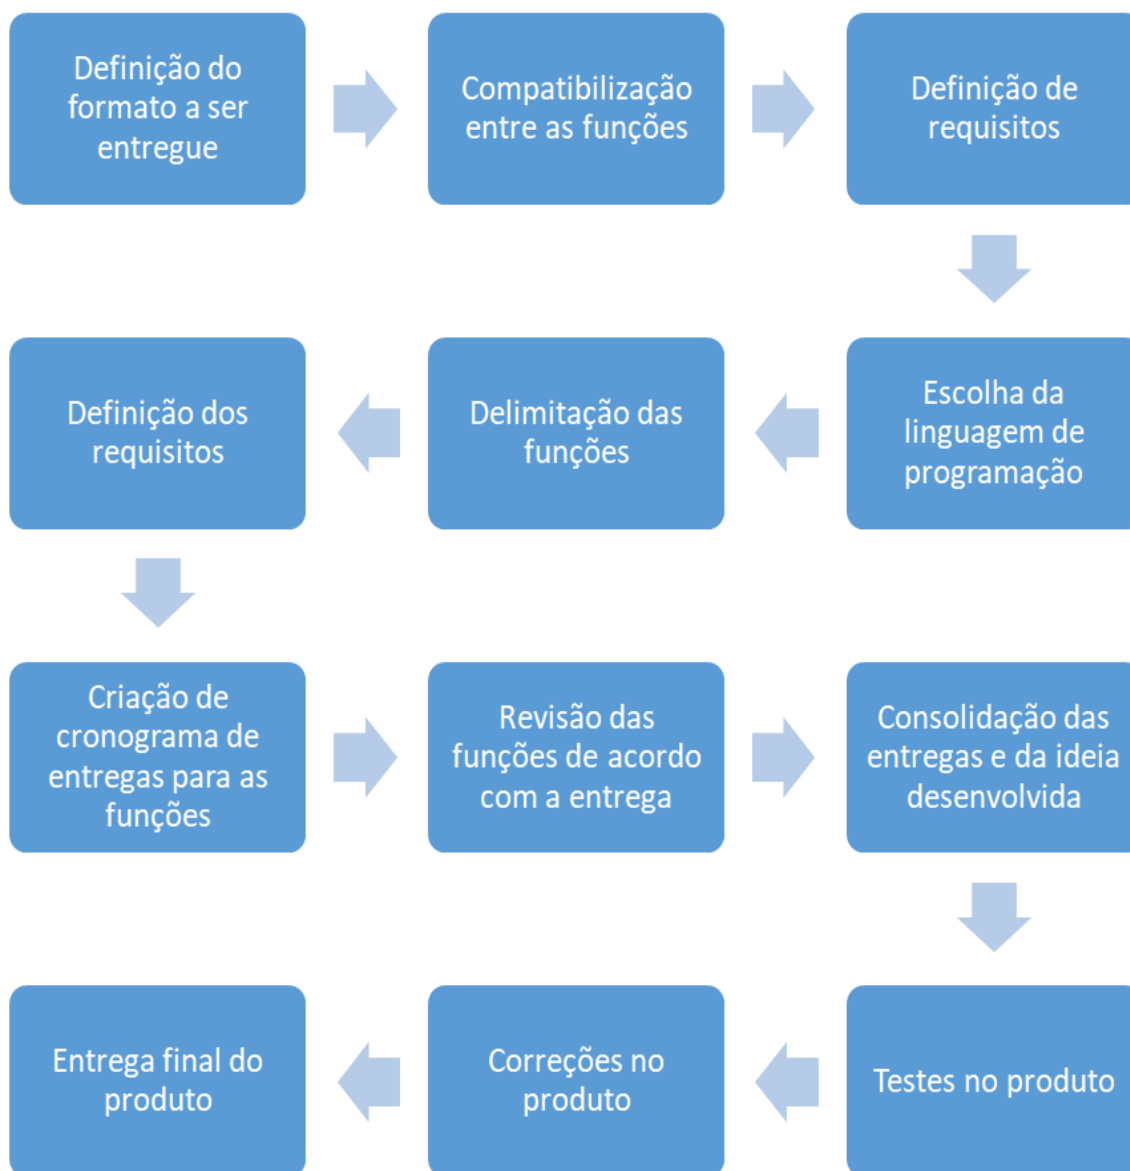 Definição do
formato a ser
entregue
Compatibilização
entre as funções
Definição de
requisitos
Escolha da
linguagem de
programação
Delimitação das
funções
Definição dos
requisitos
Criação de
cronograma de
entregas para as
funções
Revisão das
funções de acordo
com a entrega
Consolidação das
entregas e da ideia
desenvolvida
Testes no produto
Correções no
produto
Entrega final do
produto